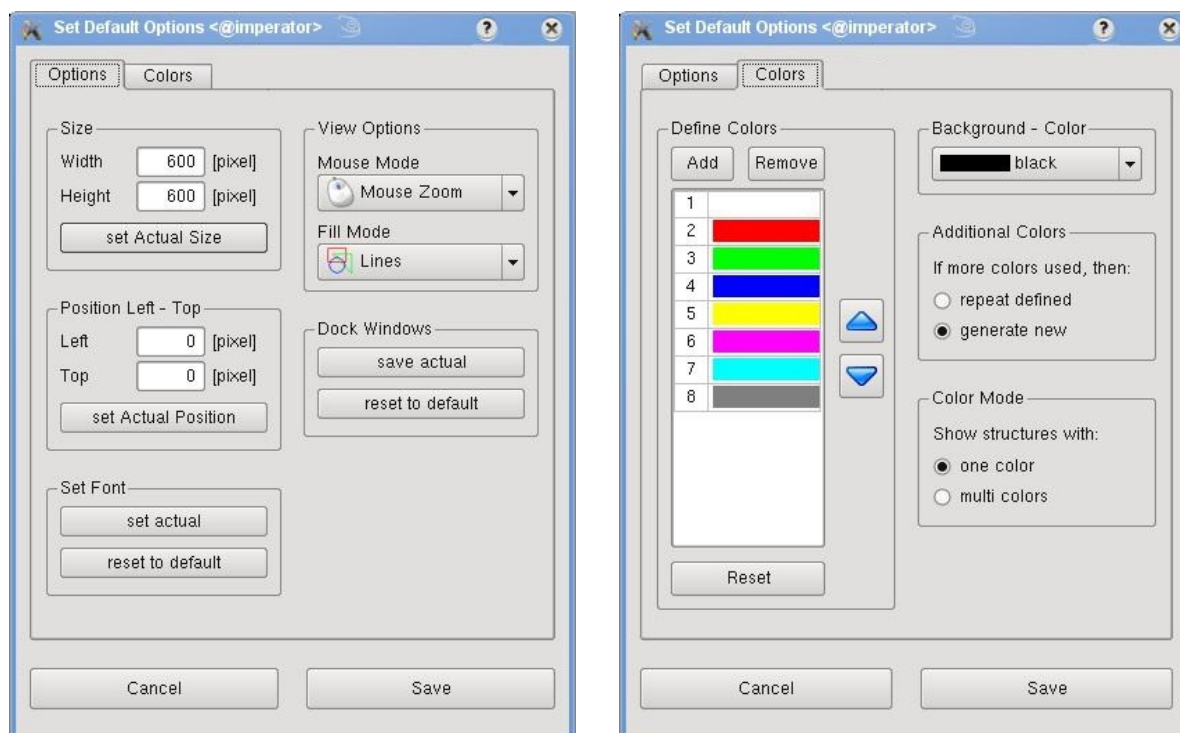 Set Default Options <@imperator>
Options
Colors
Size
Width 600 [pixel]
Height 600 [pixel]
set Actual Size
Position Left - Top
Left 0 [pixel]
Top 0 [pixel]
set Actual Position
Set Font
set actual
reset to default
View Options
Mouse Mode
Mouse Zoom
Fill Mode
Lines
Dock Windows
save actual
reset to default
Cancel
Save
Set Default Options <@imperator>
Options
Colors
Define Colors
Add
Remove
1
2
3
4
5
6
7
8
Reset
Background - Color
black
Additional Colors
If more colors used, then:
repeat defined
generate new
Color Mode
Show structures with:
one color
multi colors
Cancel
Save